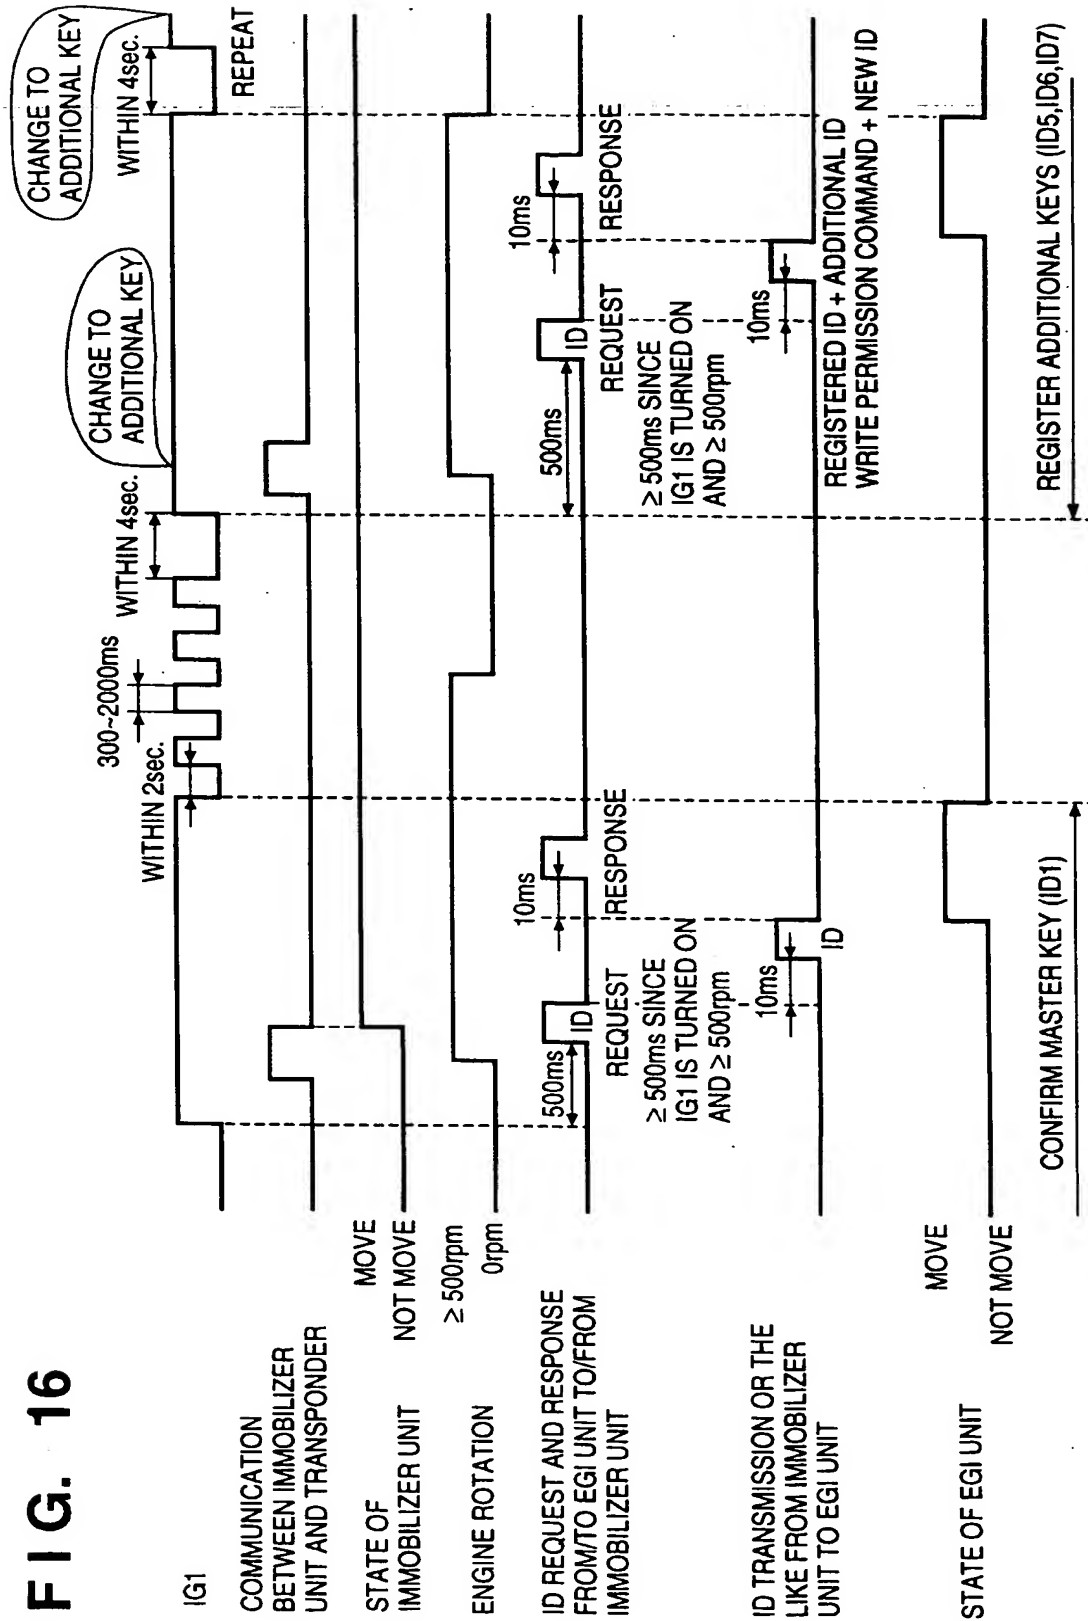 FIG. 16
IG1
COMMUNICATION
BETWEEN IMMOBILIZER
UNIT AND TRANSPONDER
STATE OF
IMMOBILIZER UNIT
MOVE
NOT MOVE
ENGINE ROTATION
≥ 500rpm
0rpm
ID REQUEST AND RESPONSE
FROM/TO EGI UNIT TO/FROM
IMMOBILIZER UNIT
ID TRANSMISSION OR THE
LIKE FROM IMMOBILIZER
UNIT TO EGI UNIT
STATE OF EGI UNIT
MOVE
NOT MOVE
WITHIN 2sec.
300~2000ms
WITHIN 4sec.
CHANGE TO
ADDITIONAL KEY
WITHIN 4sec.
CHANGE TO
ADDITIONAL KEY
REPEAT
500ms
ID
REQUEST
≥ 500ms SINCE
IG1 IS TURNED ON
AND ≥ 500rpm
10ms
RESPONSE
10ms
ID
500ms
ID
REQUEST
≥ 500ms SINCE
IG1 IS TURNED ON
AND ≥ 500rpm
10ms
RESPONSE
10ms
REGISTERED ID + ADDITIONAL ID
WRITE PERMISSION COMMAND + NEW ID
CONFIRM MASTER KEY (ID1)
REGISTER ADDITIONAL KEYS (ID5,ID6,ID7)